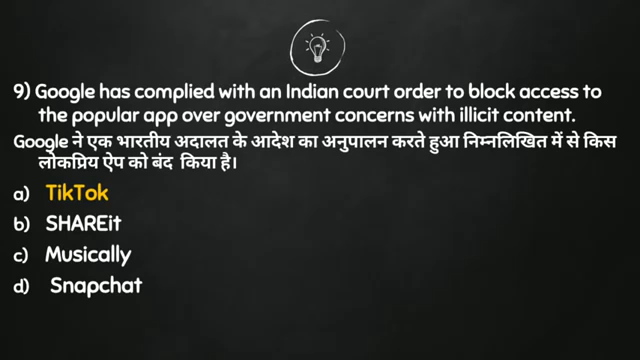 9) Google has complied with an Indian court order to block access to
the popular app over government concerns with illicit content.
Google ने एक भारतीय अदालत के आदेश का अनुपालन करते हुआ निम्नलिखित में से किस
लोकप्रिय ऐप को बंद किया है।
a) TikTok
b) SHAREit
c) Musically
d) Snapchat